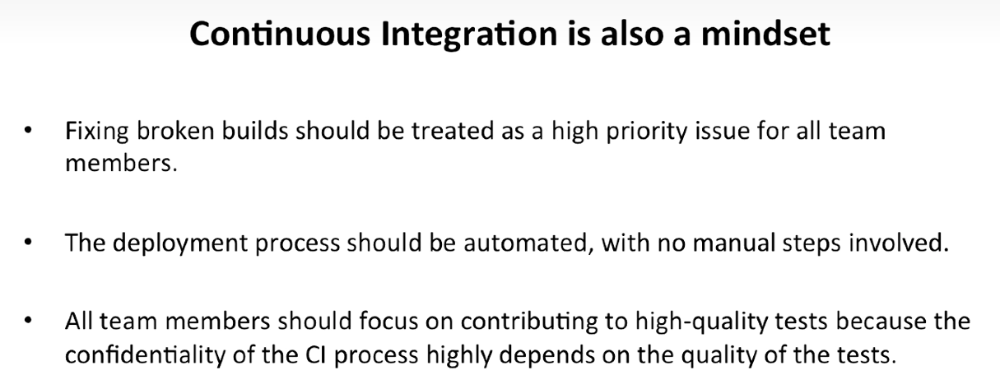 Continuous Integration is also a mindset
• Fixing broken builds should be treated as a high priority issue for all team
members.
• The deployment process should be automated, with no manual steps involved.
• All team members should focus on contributing to high-quality tests because the
confidentiality of the CI process highly depends on the quality of the tests.